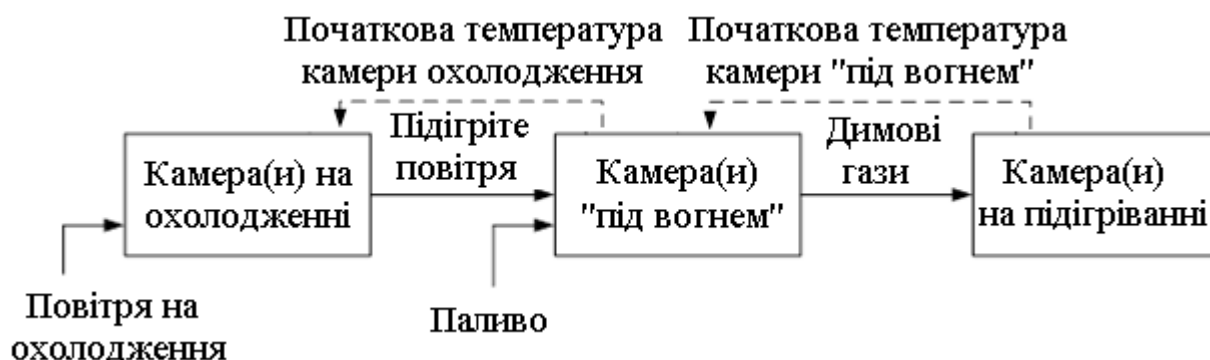 Початкова температура
камери охолодження
Початкова температура
камери "під вогнем"
Підігріте
повітря
Димові
гази
Камера(и) на
охолодженні
Камера(и)
"під вогнем"
Камера(и)
на підігріванні
Повітря на
охолодження
Паливо